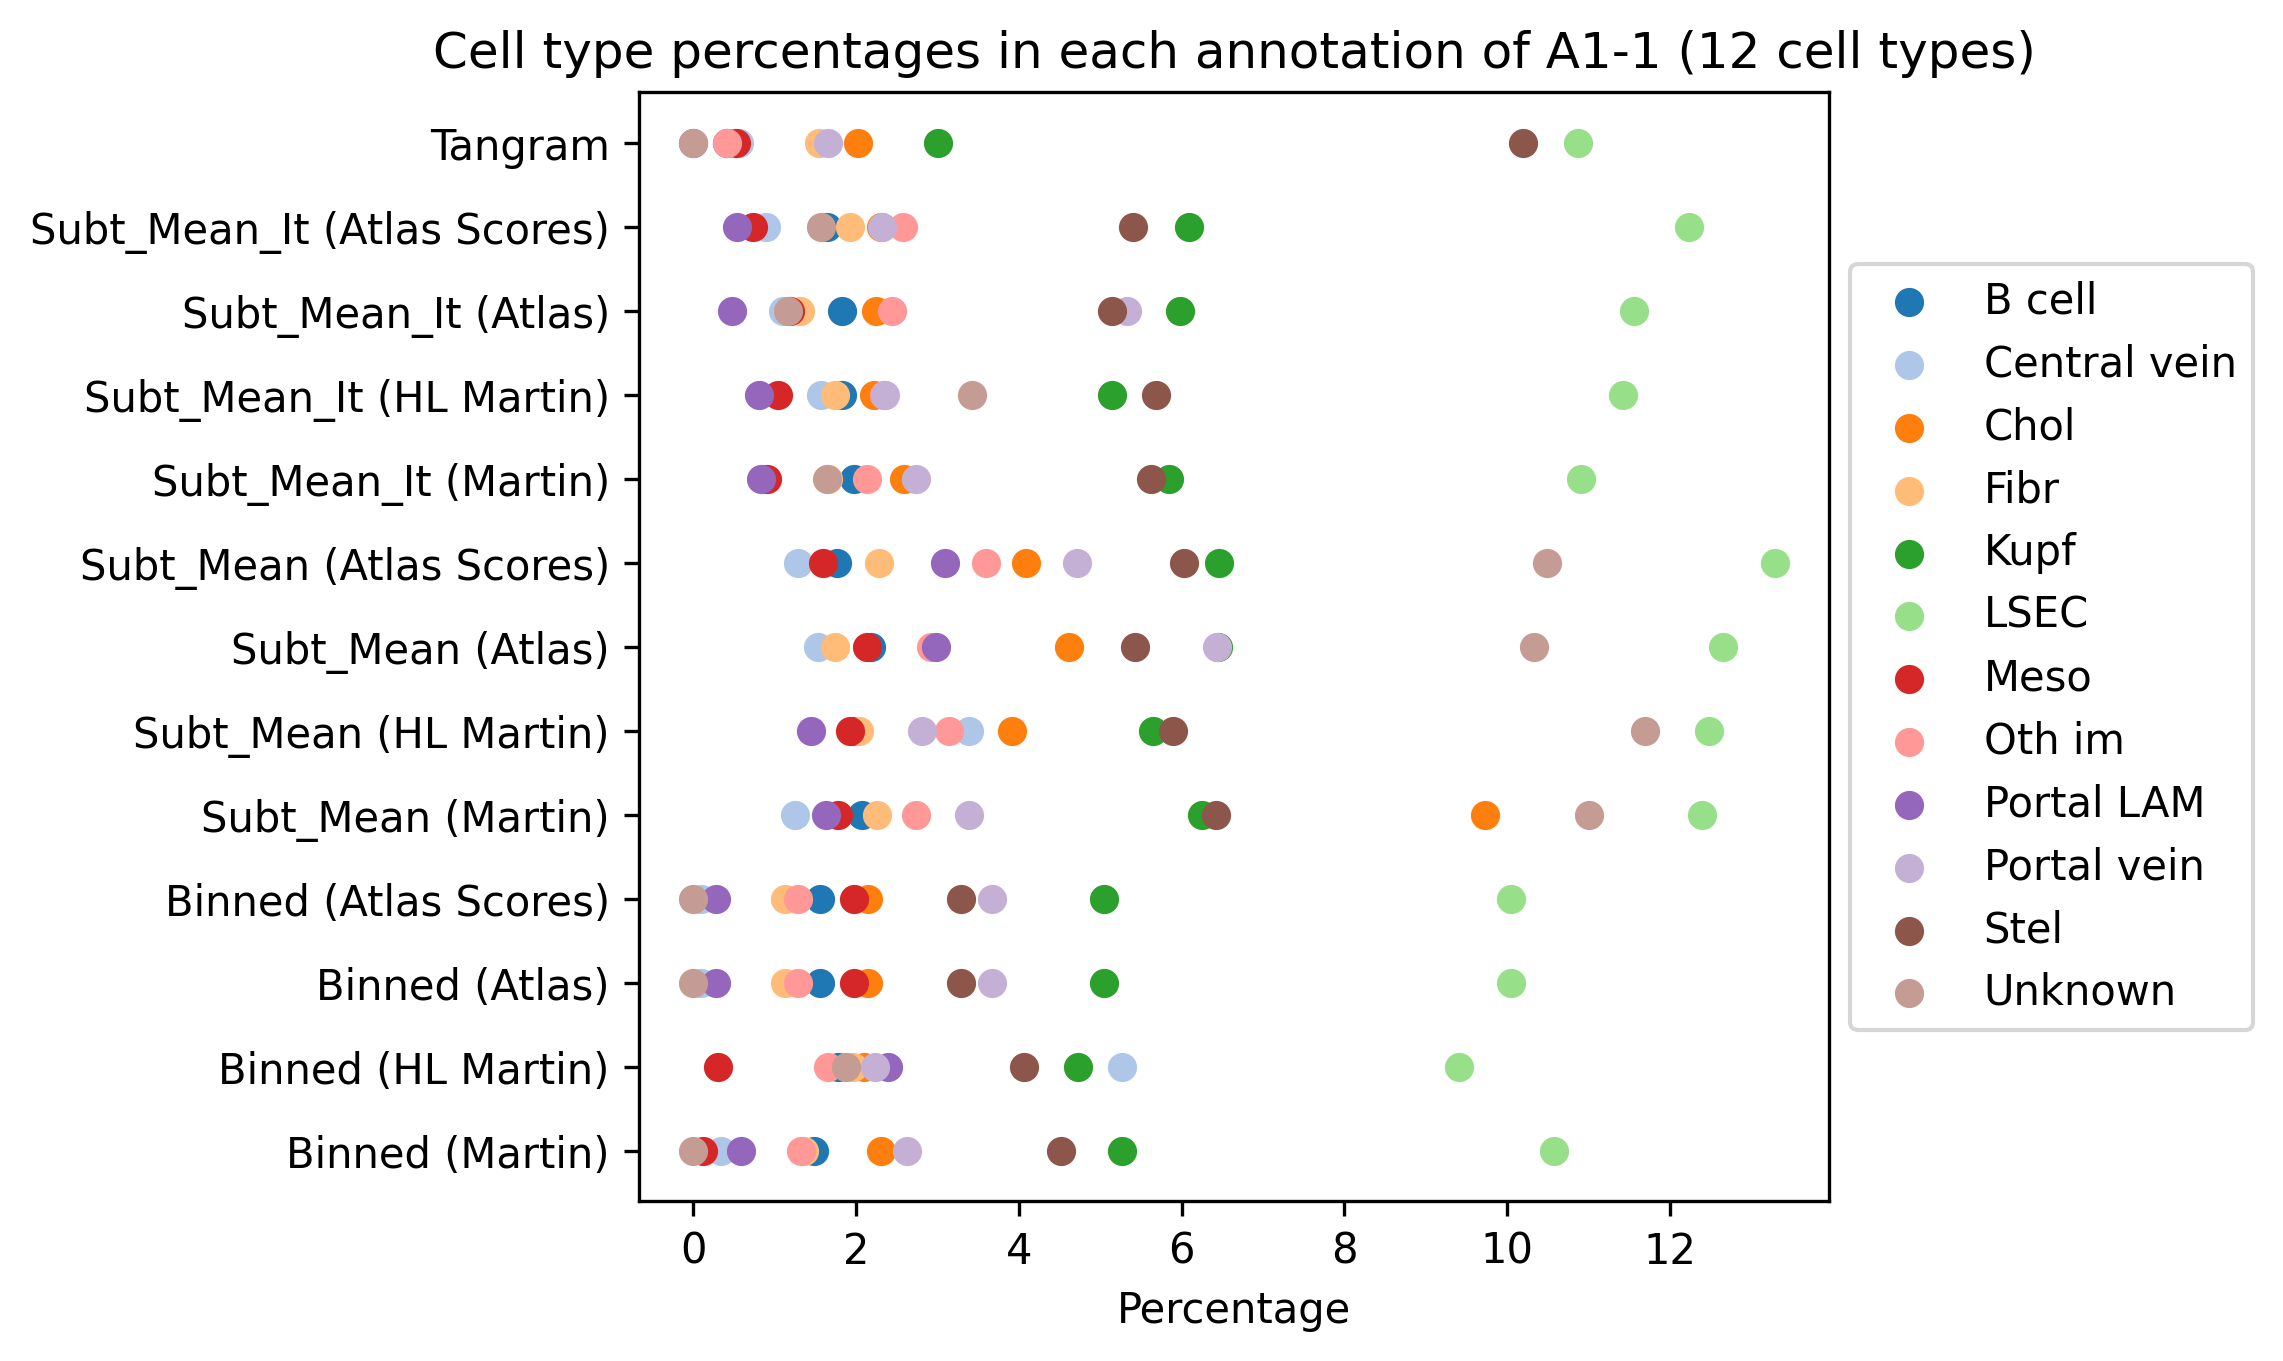 Cell type percentages in each annotation of A1-1 (12 cell types)
Tangram
Subt_Mean_It (Atlas Scores)
Subt_Mean_It (Atlas)
Subt_Mean_It (HL Martin)
Subt_Mean_It (Martin)
Subt_Mean (Atlas Scores)
Subt_Mean (Atlas)
Subt_Mean (HL Martin)
Subt_Mean (Martin)
Binned (Atlas Scores)
Binned (Atlas)
Binned (HL Martin)
Binned (Martin)
0 2 4 6 8 10 12
Percentage
B cell
Central vein
Chol
Fibr
Kupf
LSEC
Meso
Oth im
Portal LAM
Portal vein
Stel
Unknown